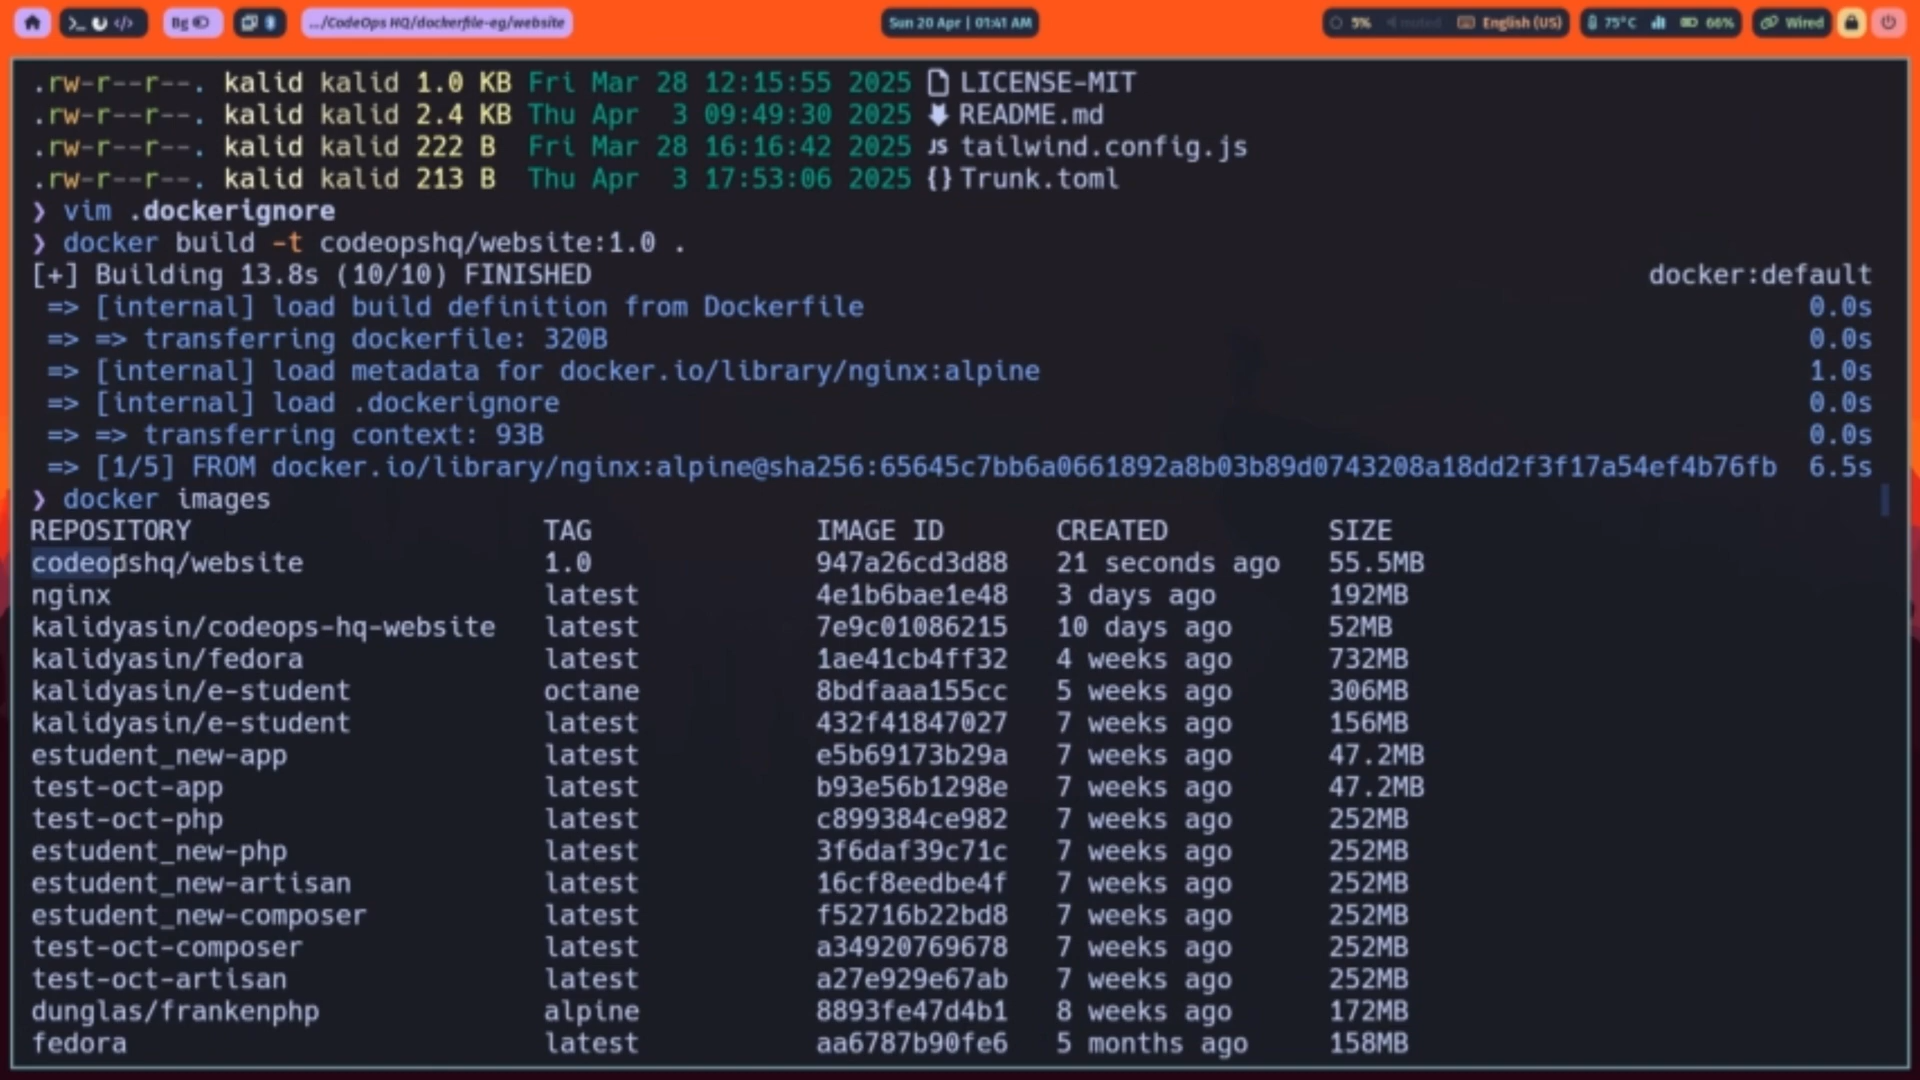 Bg
.../CodeOps HQ/dockerfile-eg/website
Sun 20 Apr | 01:41 AM
5% muted English (US)
75°C 66%
Wired
.rw-r--r--. kalid kalid 1.0 KB Fri Mar 28 12:15:55 2025 LICENSE-MIT
.rw-r--r--. kalid kalid 2.4 KB Thu Apr  3 09:49:30 2025 README.md
.rw-r--r--. kalid kalid 222 B  Fri Mar 28 16:16:42 2025 JS tailwind.config.js
.rw-r--r--. kalid kalid 213 B  Thu Apr  3 17:53:06 2025 {} Trunk.toml
❯ vim .dockerignore
❯ docker build -t codeopshq/website:1.0 .
[+] Building 13.8s (10/10) FINISHED docker:default
=> [internal] load build definition from Dockerfile 0.0s
=> => transferring dockerfile: 320B 0.0s
=> [internal] load metadata for docker.io/library/nginx:alpine 1.0s
=> [internal] load .dockerignore 0.0s
=> => transferring context: 93B 0.0s
=> [1/5] FROM docker.io/library/nginx:alpine@sha256:65645c7bb6a0661892a8b03b89d0743208a18dd2f3f17a54ef4b76fb 6.5s
❯ docker images
REPOSITORY TAG IMAGE ID CREATED SIZE
codeopshq/website 1.0 947a26cd3d88 21 seconds ago 55.5MB
nginx latest 4e1b6bae1e48 3 days ago 192MB
kalidyasin/codeops-hq-website latest 7e9c01086215 10 days ago 52MB
kalidyasin/fedora latest 1ae41cb4ff32 4 weeks ago 732MB
kalidyasin/e-student octane 8bdfaaa155cc 5 weeks ago 306MB
kalidyasin/e-student latest 432f41847027 7 weeks ago 156MB
estudent_new-app latest e5b69173b29a 7 weeks ago 47.2MB
test-oct-app latest b93e56b1298e 7 weeks ago 47.2MB
test-oct-php latest c899384ce982 7 weeks ago 252MB
estudent_new-php latest 3f6daf39c71c 7 weeks ago 252MB
estudent_new-artisan latest 16cf8eedbe4f 7 weeks ago 252MB
estudent_new-composer latest f52716b22bd8 7 weeks ago 252MB
test-oct-composer latest a34920769678 7 weeks ago 252MB
test-oct-artisan latest a27e929e67ab 7 weeks ago 252MB
dunglas/frankenphp alpine 8893fe47d4b1 8 weeks ago 172MB
fedora latest aa6787b90fe6 5 months ago 158MB